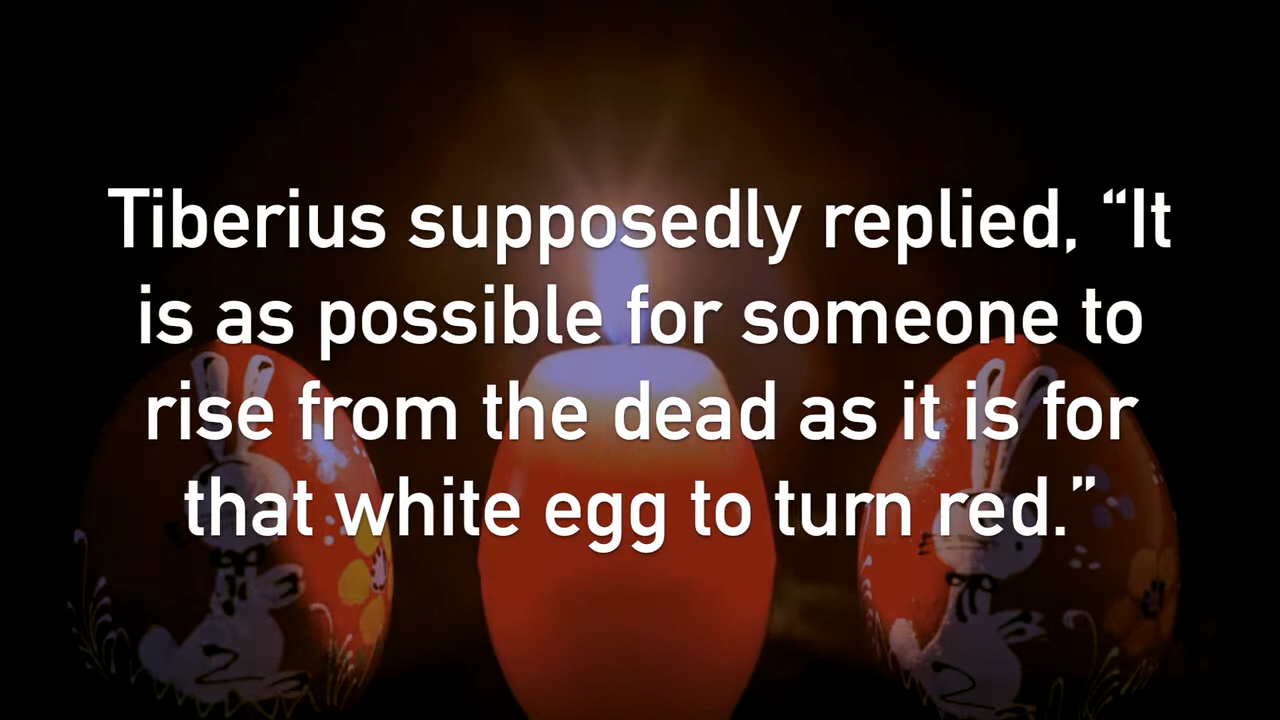 Tiberius supposedly replied, “It
is as possible for someone to
rise from the dead as it is for
that white egg to turn red.”